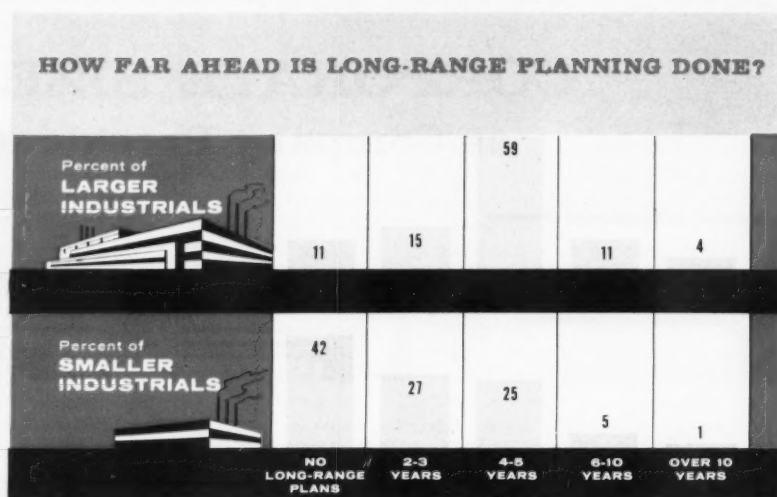 HOW FAR AHEAD IS LONG-RANGE PLANNING DONE?
Percent of
LARGER
INDUSTRIALS
11
15
59
11
4
Percent of
SMALLER
INDUSTRIALS
42
27
25
5
1
NO
LONG-RANGE
PLANS
2-3
YEARS
4-5
YEARS
6-10
YEARS
OVER 10
YEARS